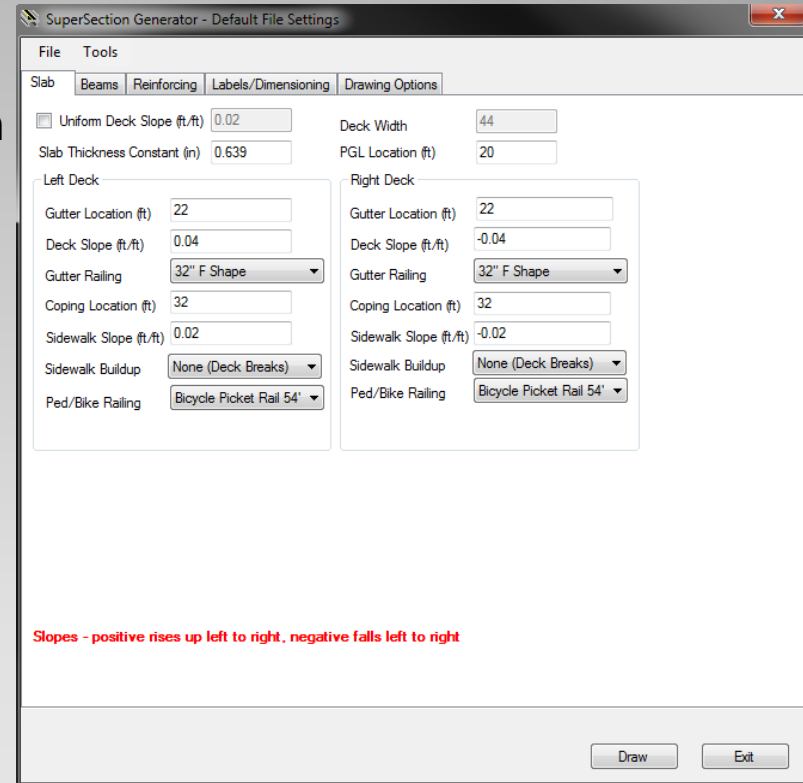 SuperSection Generator - Default File Settings
File Tools
Slab Beams Reinforcing Labels/Dimensioning Drawing Options
Uniform Deck Slope (ft/ft) 0.02 Deck Width 44
Slab Thickness Constant (in) 0.639 PGL Location (ft) 20
Left Deck
Gutter Location (ft) 22
Deck Slope (ft/ft) 0.04
Gutter Railing 32" F Shape
Coping Location (ft) 32
Sidewalk Slope (ft/ft) 0.02
Sidewalk Buildup None (Deck Breaks)
Ped/Bike Railing Bicycle Picket Rail 54'
Right Deck
Gutter Location (ft) 22
Deck Slope (ft/ft) -0.04
Gutter Railing 32" F Shape
Coping Location (ft) 32
Sidewalk Slope (ft/ft) -0.02
Sidewalk Buildup None (Deck Breaks)
Ped/Bike Railing Bicycle Picket Rail 54'
Slopes - positive rises up left to right, negative falls left to right
Draw Exit